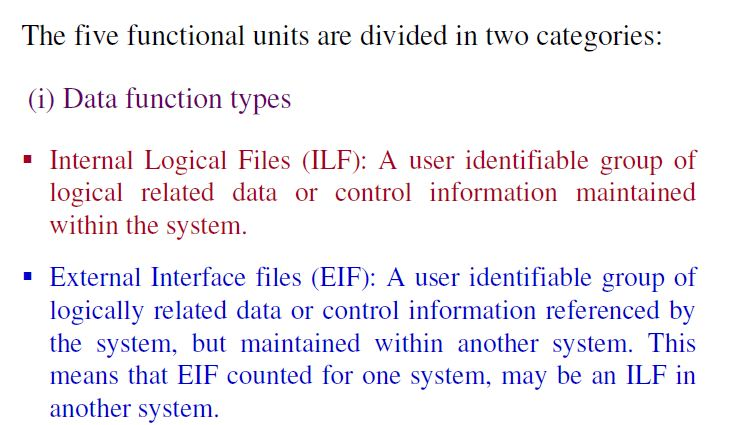 The five functional units are divided in two categories:
(i) Data function types
▪ Internal Logical Files (ILF): A user identifiable group of
logical related data or control information maintained
within the system.
▪ External Interface files (EIF): A user identifiable group of
logically related data or control information referenced by
the system, but maintained within another system. This
means that EIF counted for one system, may be an ILF in
another system.